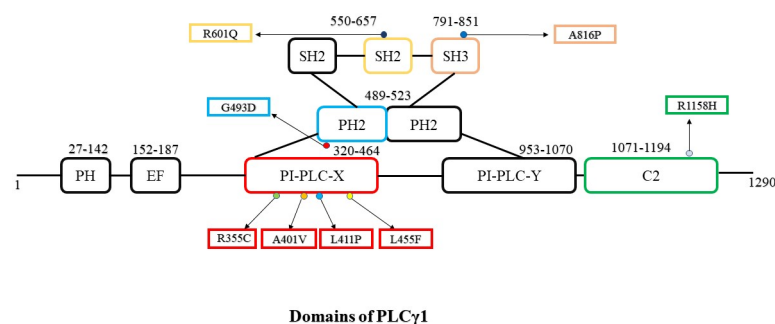 550-657 791-851
R601Q A816P
SH2 SH2 SH3
489-523
G493D R1158H
PH2 PH2
27-142 152-187 320-464 953-1070 1071-1194
1 PH EF PI-PLC-X PI-PLC-Y C2 1290
R355C A401V L411P L455F
Domains of PLCγ1